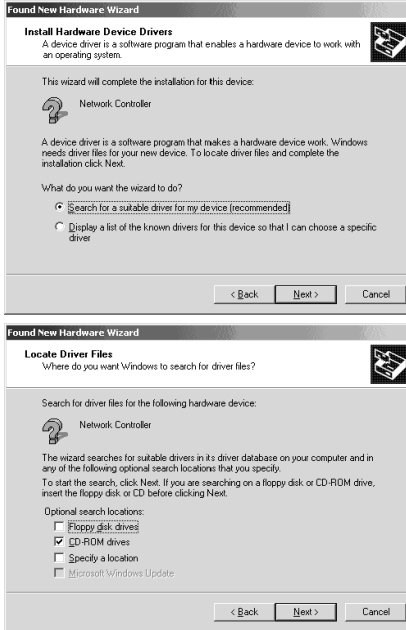 Found New Hardware Wizard
Install Hardware Device Drivers
A device driver is a software program that enables a hardware device to work with
an operating system.
This wizard will complete the installation for this device:
Network Controller
A device driver is a software program that makes a hardware device work. Windows
needs driver files for your new device. To locate driver files and complete the
installation click Next.
What do you want the wizard to do?
Search for a suitable driver for my device (recommended)
Display a list of the known drivers for this device so that I can choose a specific
driver
< Back
Next >
Cancel
Found New Hardware Wizard
Locate Driver Files
Where do you want Windows to search for driver files?
Search for driver files for the following hardware device:
Network Controller
The wizard searches for suitable drivers in its driver database on your computer and in
any of the following optional search locations that you specify.
To start the search, click Next. If you are searching on a floppy disk or CD-ROM drive,
insert the floppy disk or CD before clicking Next.
Optional search locations:
Floppy disk drives
CD-ROM drives
Specify a location
Microsoft Windows Update
< Back
Next >
Cancel